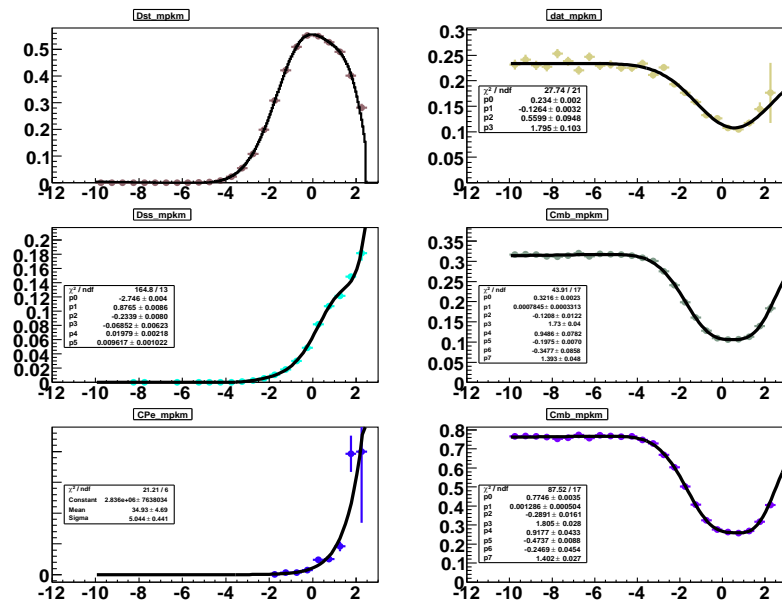 Dst_mpkm
0.5
0.4
0.3
0.2
0.1
0
-12 -10 -8 -6 -4 -2 0 2
dat_mpkm
0.3
0.25
0.2
0.15
0.1
0.05
0
χ² / ndf 27.74 / 21
p0 0.234 ± 0.002
p1 -0.1264 ± 0.0032
p2 0.5599 ± 0.0948
p3 1.795 ± 0.103
-12 -10 -8 -6 -4 -2 0 2
Dss_mpkm
0.2
0.18
0.16
0.14
0.12
0.1
0.08
0.06
0.04
0.02
0
χ² / ndf 164.8 / 13
p0 -2.746 ± 0.004
p1 0.8765 ± 0.0086
p2 -0.2339 ± 0.0080
p3 -0.06852 ± 0.00623
p4 0.01979 ± 0.00218
p5 0.009617 ± 0.001022
-12 -10 -8 -6 -4 -2 0 2
Cmb_mpkm
0.35
0.3
0.25
0.2
0.15
0.1
0.05
0
χ² / ndf 43.91 / 17
p0 0.3216 ± 0.0023
p1 0.0007845 ± 0.0003313
p2 -0.1208 ± 0.0122
p3 1.73 ± 0.04
p4 0.9486 ± 0.0782
p5 -0.1975 ± 0.0070
p6 -0.3477 ± 0.0858
p7 1.393 ± 0.048
-12 -10 -8 -6 -4 -2 0 2
CPe_mpkm
0
χ² / ndf 21.21 / 6
Constant 2.836e+06 ± 7638034
Mean 34.93 ± 4.69
Sigma 5.044 ± 0.441
-12 -10 -8 -6 -4 -2 0 2
Cmb_mpkm
0.8
0.7
0.6
0.5
0.4
0.3
0.2
0.1
0
χ² / ndf 87.52 / 17
p0 0.7746 ± 0.0035
p1 0.001286 ± 0.000504
p2 -0.2891 ± 0.0161
p3 1.805 ± 0.028
p4 0.9177 ± 0.0433
p5 -0.4737 ± 0.0088
p6 -0.2469 ± 0.0454
p7 1.402 ± 0.027
-12 -10 -8 -6 -4 -2 0 2